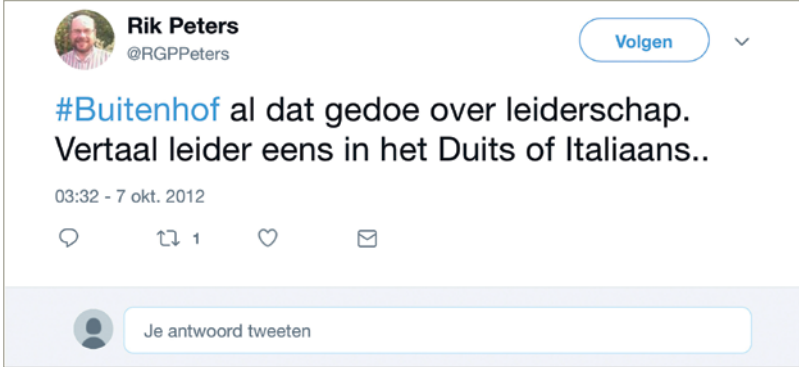 Rik Peters
@RGPPeters
Volgen
#Buitenhof al dat gedoe over leiderschap.
Vertaal leider eens in het Duits of Italiaans..
03:32 - 7 okt. 2012
1
Je antwoord tweeten